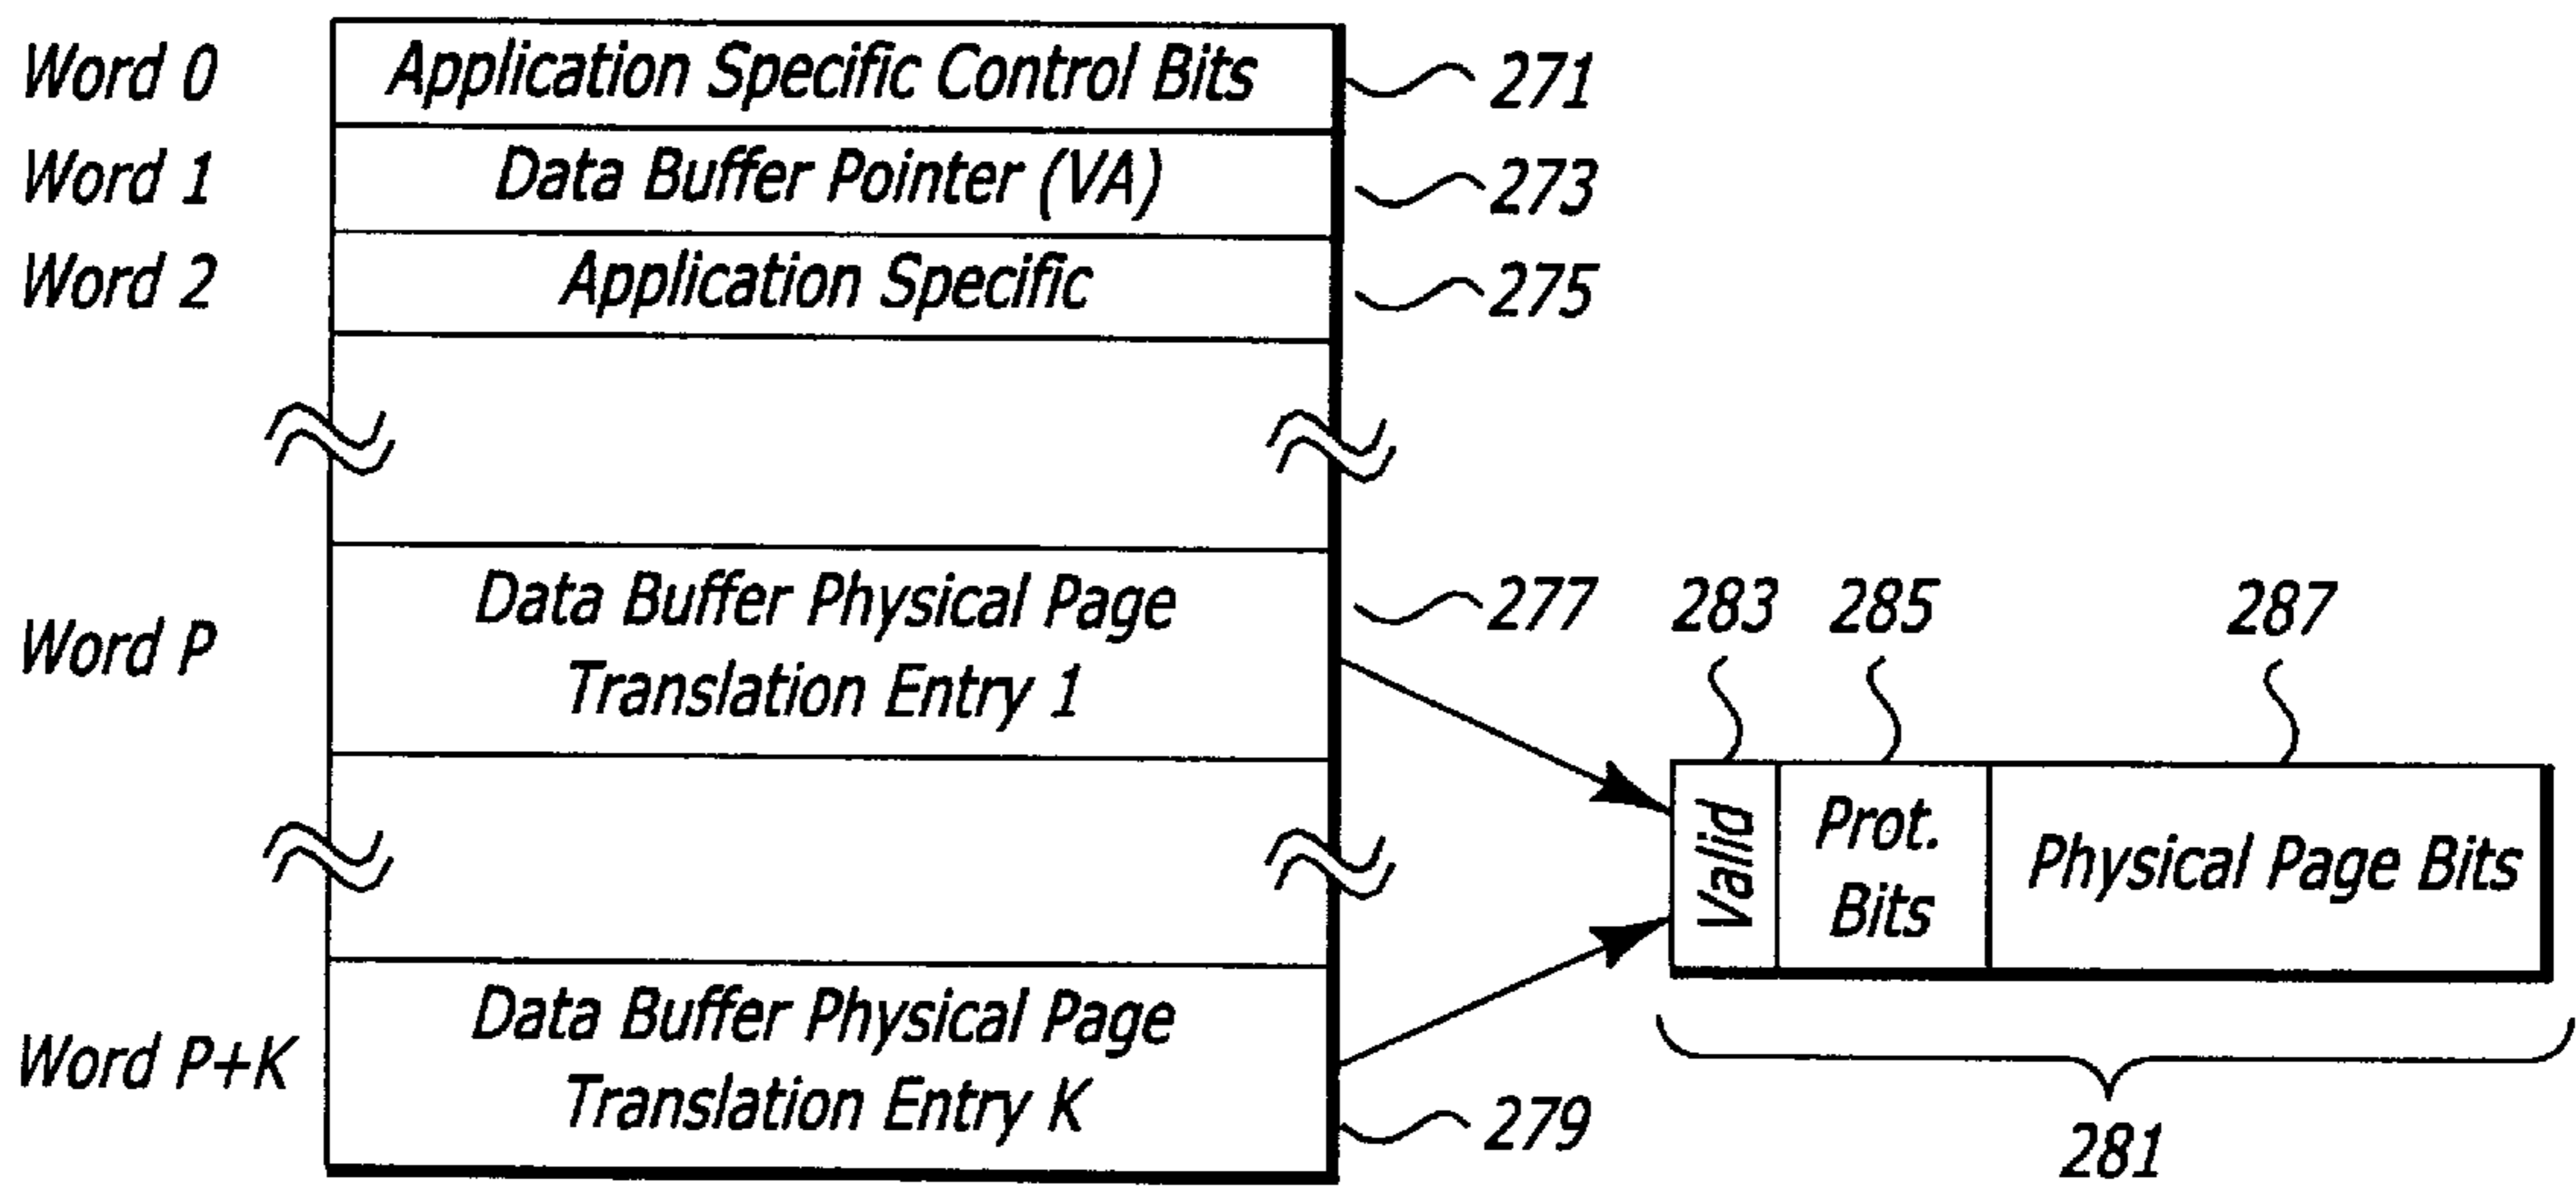 Word 0
Application Specific Control Bits
271
Word 1
Data Buffer Pointer (VA)
273
Word 2
Application Specific
275
Word P
Data Buffer Physical Page
Translation Entry 1
277
283
285
287
Valid
Prot.
Bits
Physical Page Bits
281
Word P+K
Data Buffer Physical Page
Translation Entry K
279